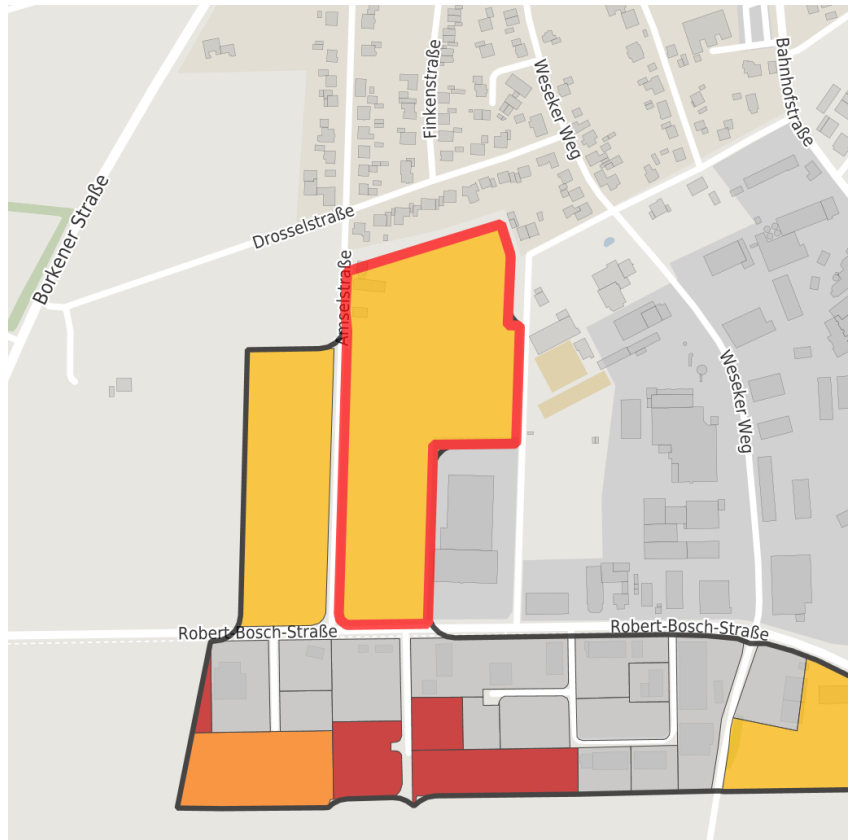 Bahnhofstraße
Finkenstraße
Weseker Weg
Drosselstraße
Borkener Straße
Amselstraße
Weseker Weg
Robert-Bosch-Straße
Robert-Bosch-Straße